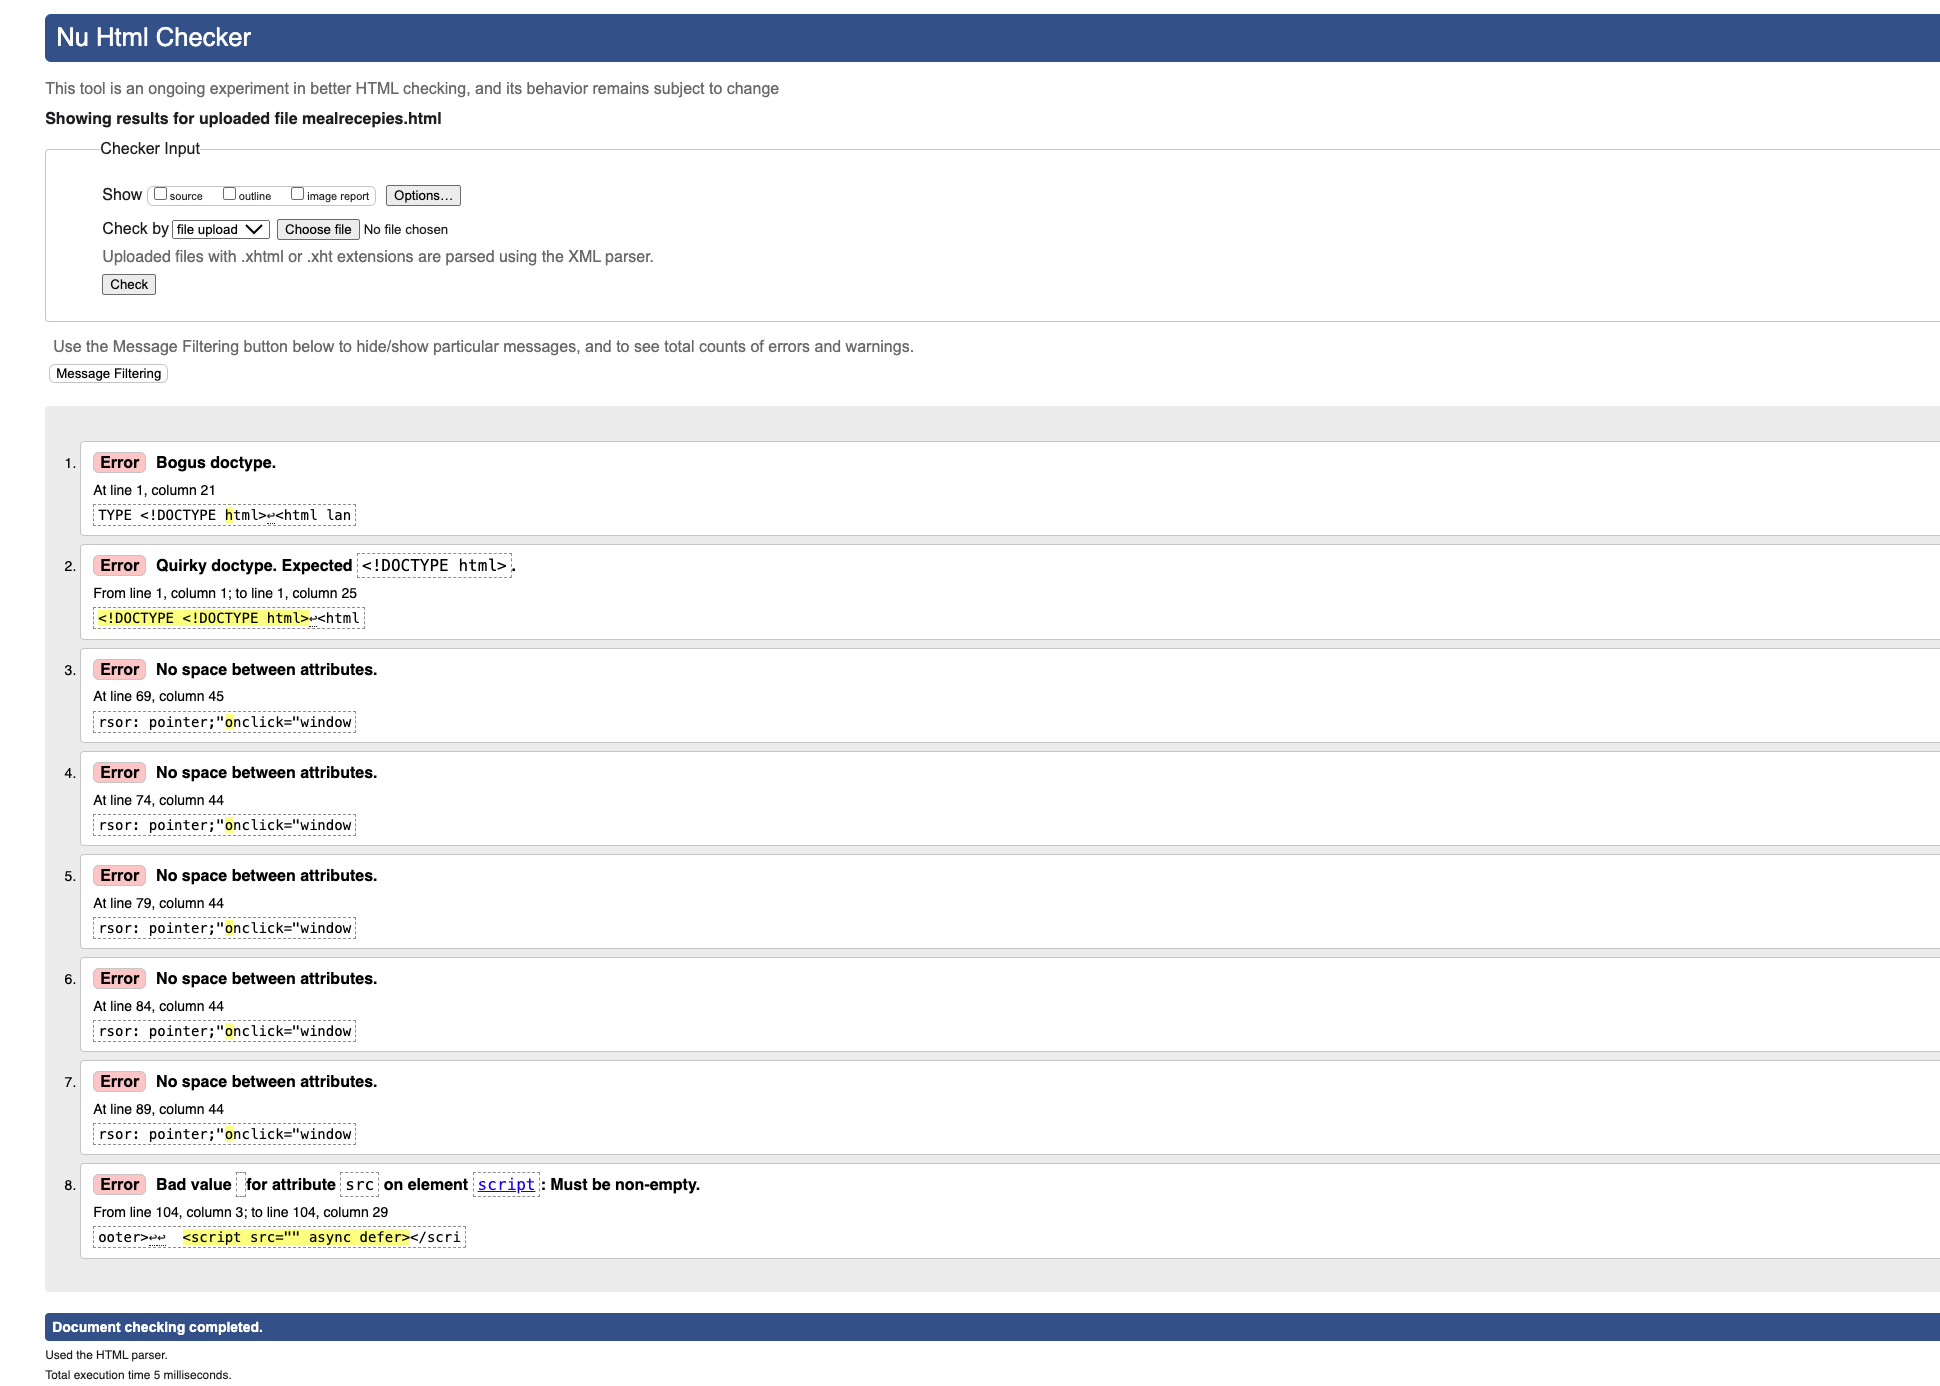 Nu Html Checker
This tool is an ongoing experiment in better HTML checking, and its behavior remains subject to change
Showing results for uploaded file mealrecepies.html
Checker Input
Show source outline image report Options...
Check by file upload Choose file No file chosen
Uploaded files with .xhtml or .xht extensions are parsed using the XML parser.
Check
Use the Message Filtering button below to hide/show particular messages, and to see total counts of errors and warnings.
Message Filtering
1. Error Bogus doctype.
At line 1, column 21
TYPE <!DOCTYPE html>↩<html lan
2. Error Quirky doctype. Expected <!DOCTYPE html>.
From line 1, column 1; to line 1, column 25
<!DOCTYPE <!DOCTYPE html>↩<html
3. Error No space between attributes.
At line 69, column 45
rsor: pointer;"onclick="window
4. Error No space between attributes.
At line 74, column 44
rsor: pointer;"onclick="window
5. Error No space between attributes.
At line 79, column 44
rsor: pointer;"onclick="window
6. Error No space between attributes.
At line 84, column 44
rsor: pointer;"onclick="window
7. Error No space between attributes.
At line 89, column 44
rsor: pointer;"onclick="window
8. Error Bad value for attribute src on element script: Must be non-empty.
From line 104, column 3; to line 104, column 29
ooter>↩↩  <script src="" async defer></scri
Document checking completed.
Used the HTML parser.
Total execution time 5 milliseconds.